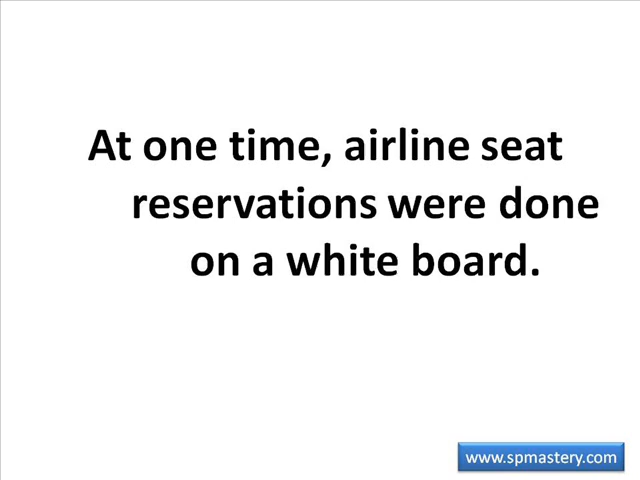 At one time, airline seat
reservations were done
on a white board.
www.spmastery.com